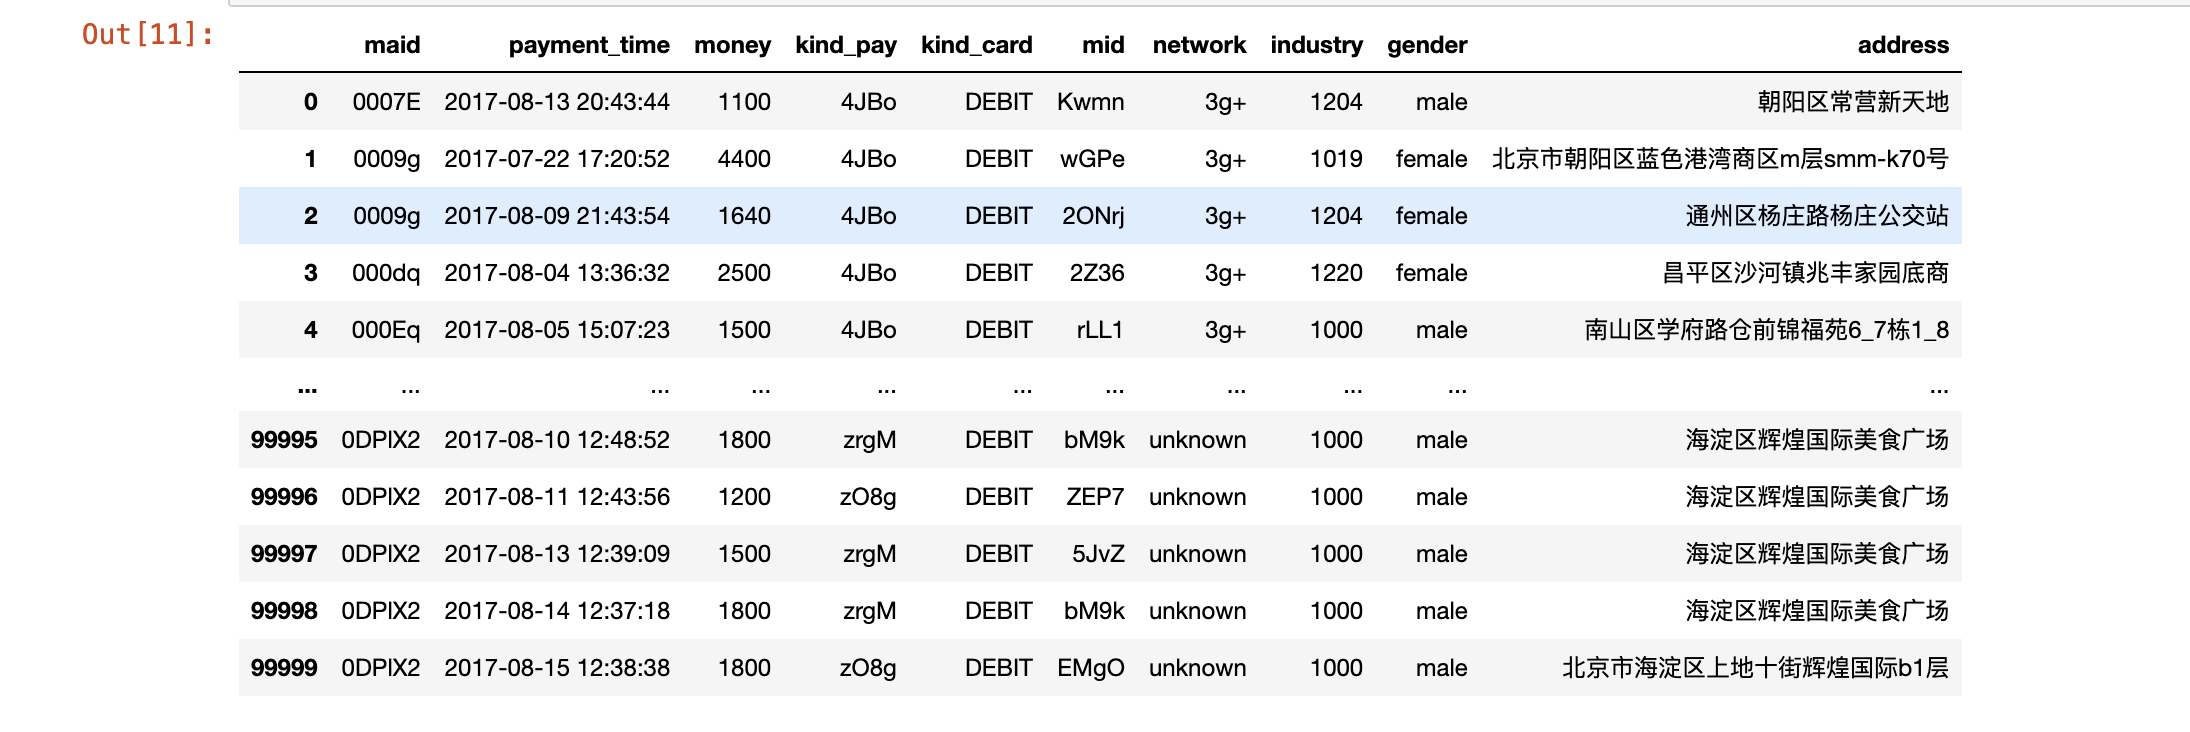 Out[11]:
maid payment_time money kind_pay kind_card mid network industry gender address
0 0007E 2017-08-13 20:43:44 1100 4JBo DEBIT Kwmn 3g+ 1204 male 朝阳区常营新天地
1 0009g 2017-07-22 17:20:52 4400 4JBo DEBIT wGPe 3g+ 1019 female 北京市朝阳区蓝色港湾商区m层smm-k70号
2 0009g 2017-08-09 21:43:54 1640 4JBo DEBIT 2ONrj 3g+ 1204 female 通州区杨庄路杨庄公交站
3 000dq 2017-08-04 13:36:32 2500 4JBo DEBIT 2Z36 3g+ 1220 female 昌平区沙河镇兆丰家园底商
4 000Eq 2017-08-05 15:07:23 1500 4JBo DEBIT rLL1 3g+ 1000 male 南山区学府路仓前锦福苑6_7栋1_8
... ... ... ... ... ... ... ... ... ... ...
99995 0DPlX2 2017-08-10 12:48:52 1800 zrgM DEBIT bM9k unknown 1000 male 海淀区辉煌国际美食广场
99996 0DPlX2 2017-08-11 12:43:56 1200 zO8g DEBIT ZEP7 unknown 1000 male 海淀区辉煌国际美食广场
99997 0DPlX2 2017-08-13 12:39:09 1500 zrgM DEBIT 5JvZ unknown 1000 male 海淀区辉煌国际美食广场
99998 0DPlX2 2017-08-14 12:37:18 1800 zrgM DEBIT bM9k unknown 1000 male 海淀区辉煌国际美食广场
99999 0DPlX2 2017-08-15 12:38:38 1800 zO8g DEBIT EMgO unknown 1000 male 北京市海淀区上地十街辉煌国际b1层